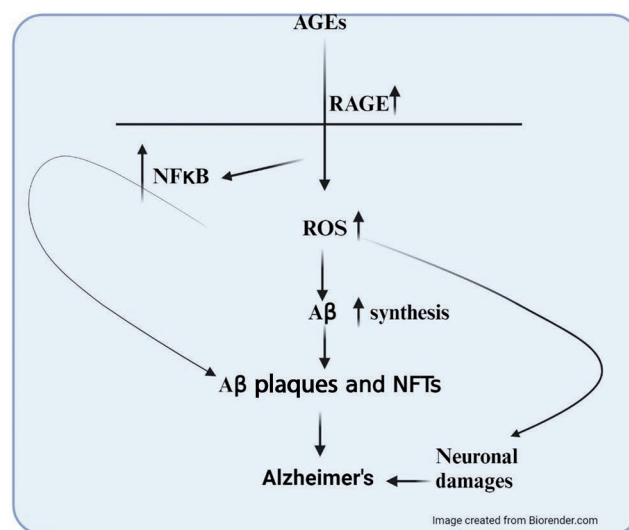 AGEs
RAGE
NFκB
ROS
Aβ synthesis
Aβ plaques and NFTs
Neuronal
damages
Alzheimer's
Image created from Biorender.com